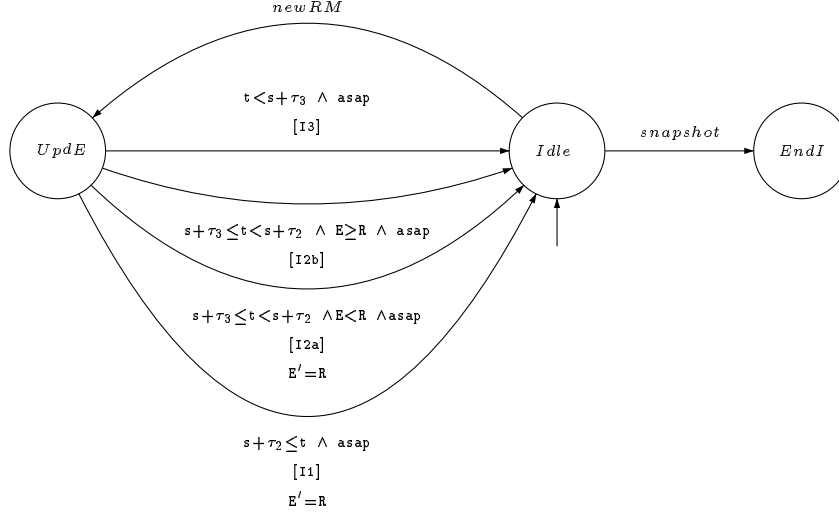 newRM
t<s+τ₃ ∧ asap
[I3]
UpdE
Idle
snapshot
EndI
s+τ₃≤t<s+τ₂ ∧ E≥R ∧ asap
[I2b]
s+τ₃≤t<s+τ₂ ∧E<R ∧asap
[I2a]
E′=R
s+τ₂≤t ∧ asap
[I1]
E′=R